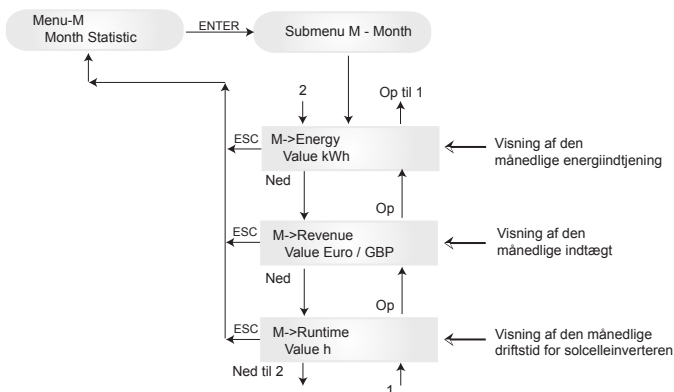 Menu-M
Month Statistic
ENTER
Submenu M - Month
2
Op til 1
ESC
M->Energy
Value kWh
Visning af den
månedlige energiindtjening
Ned
Op
ESC
M->Revenue
Value Euro / GBP
Visning af den
månedlige indtægt
Ned
Op
ESC
M->Runtime
Value h
Visning af den månedlige
driftstid for solcelleinverteren
Ned til 2
1